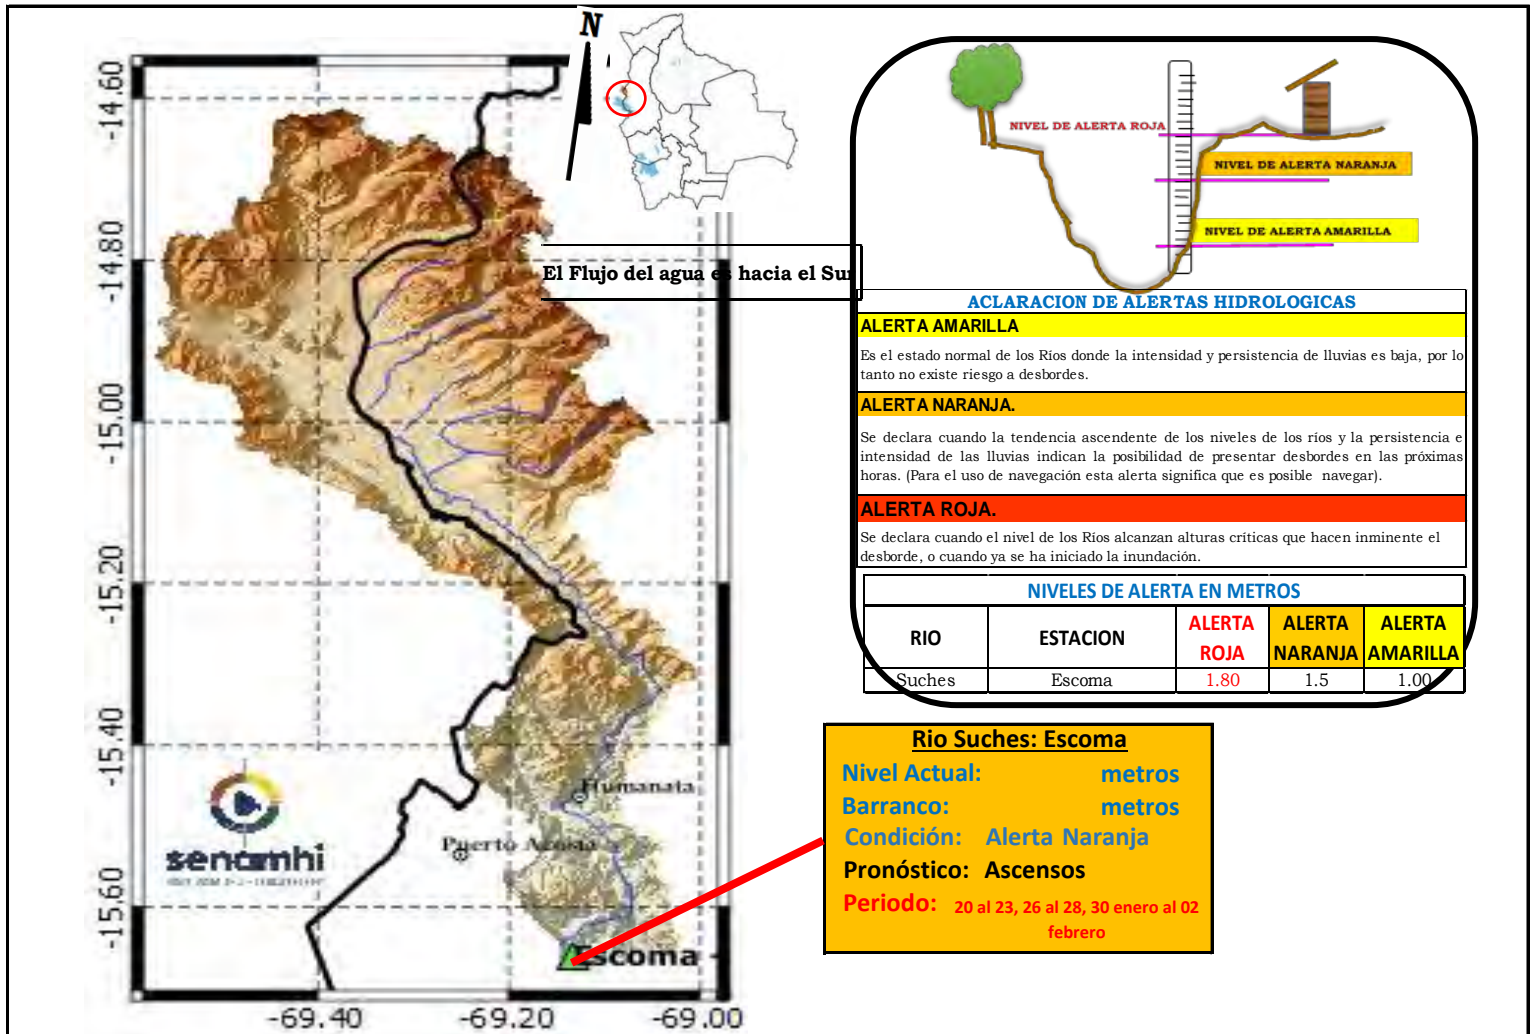 N
-14.60
-14.80
-15.00
-15.20
-15.40
-15.60
-69.40
-69.20
-69.00
El Flujo del agua es hacia el Sur
Humanata
Puerto Acosta
Escoma
senamhi
NIVEL DE ALERTA ROJA
NIVEL DE ALERTA NARANJA
NIVEL DE ALERTA AMARILLA
ACLARACION DE ALERTAS HIDROLOGICAS
ALERTA AMARILLA
Es el estado normal de los Ríos donde la intensidad y persistencia de lluvias es baja, por lo
tanto no existe riesgo a desbordes.
ALERTA NARANJA.
Se declara cuando la tendencia ascendente de los niveles de los ríos y la persistencia e
intensidad de las lluvias indican la posibilidad de presentar desbordes en las próximas
horas. (Para el uso de navegación esta alerta significa que es posible navegar).
ALERTA ROJA.
Se declara cuando el nivel de los Ríos alcanzan alturas críticas que hacen inminente el
desborde, o cuando ya se ha iniciado la inundación.
NIVELES DE ALERTA EN METROS
RIO ESTACION ALERTA ROJA ALERTA NARANJA ALERTA AMARILLA
Suches Escoma 1.80 1.5 1.00
Rio Suches: Escoma
Nivel Actual: metros
Barranco: metros
Condición: Alerta Naranja
Pronóstico: Ascensos
Periodo: 20 al 23, 26 al 28, 30 enero al 02
febrero